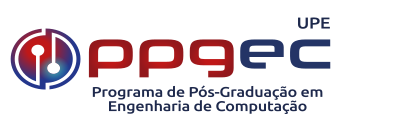 UPE
ppgec
Programa de Pós-Graduação em
Engenharia de Computação